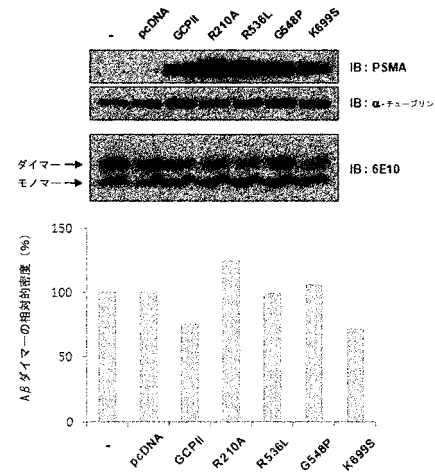 - pcDNA GCPII R210A R536L G548P K699S
IB: PSMA
IB: α-チューブリン
ダイマー→
モノマー→
IB: 6E10
Aβダイマーの相対的密度 (%)
150
100
50
0
- pcDNA GCPII R210A R536L G548P K699S